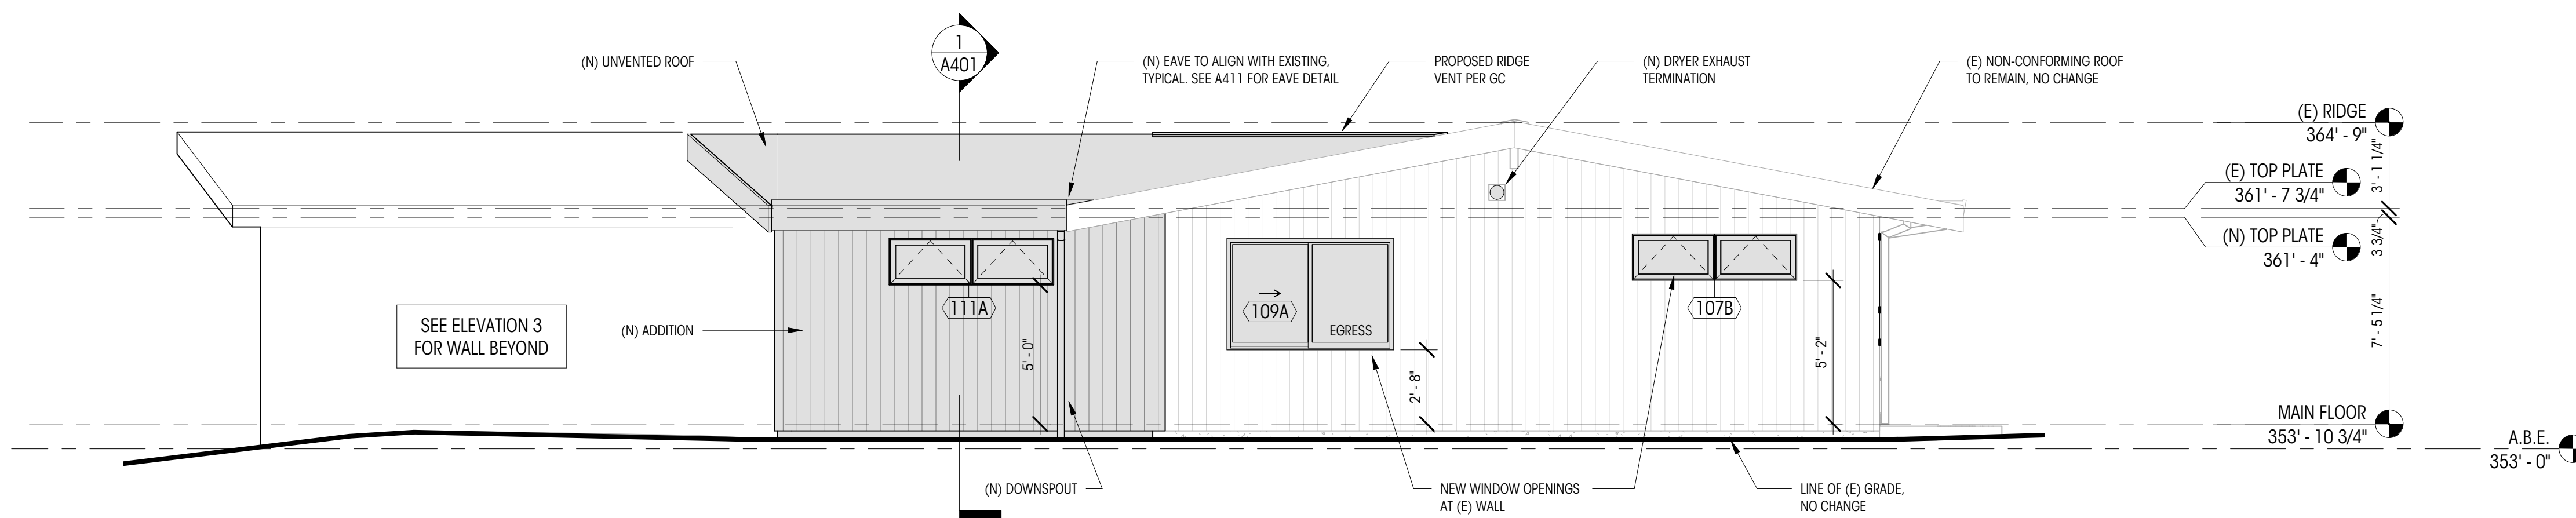 1
A401
(N) UNVENTED ROOF
(N) EAVE TO ALIGN WITH EXISTING,
TYPICAL. SEE A411 FOR EAVE DETAIL
PROPOSED RIDGE
VENT PER GC
(N) DRYER EXHAUST
TERMINATION
(E) NON-CONFORMING ROOF
TO REMAIN, NO CHANGE
(E) RIDGE
364' - 9"
3' - 1 1/4"
(E) TOP PLATE
361' - 7 3/4"
(N) TOP PLATE
361' - 4"
3 3/4"
7' - 5 1/4"
SEE ELEVATION 3
FOR WALL BEYOND
(N) ADDITION
111A
5' - 0"
109A
EGRESS
2' - 8"
107B
5' - 2"
MAIN FLOOR
353' - 10 3/4"
A.B.E.
353' - 0"
(N) DOWNSPOUT
NEW WINDOW OPENINGS
AT (E) WALL
LINE OF (E) GRADE,
NO CHANGE